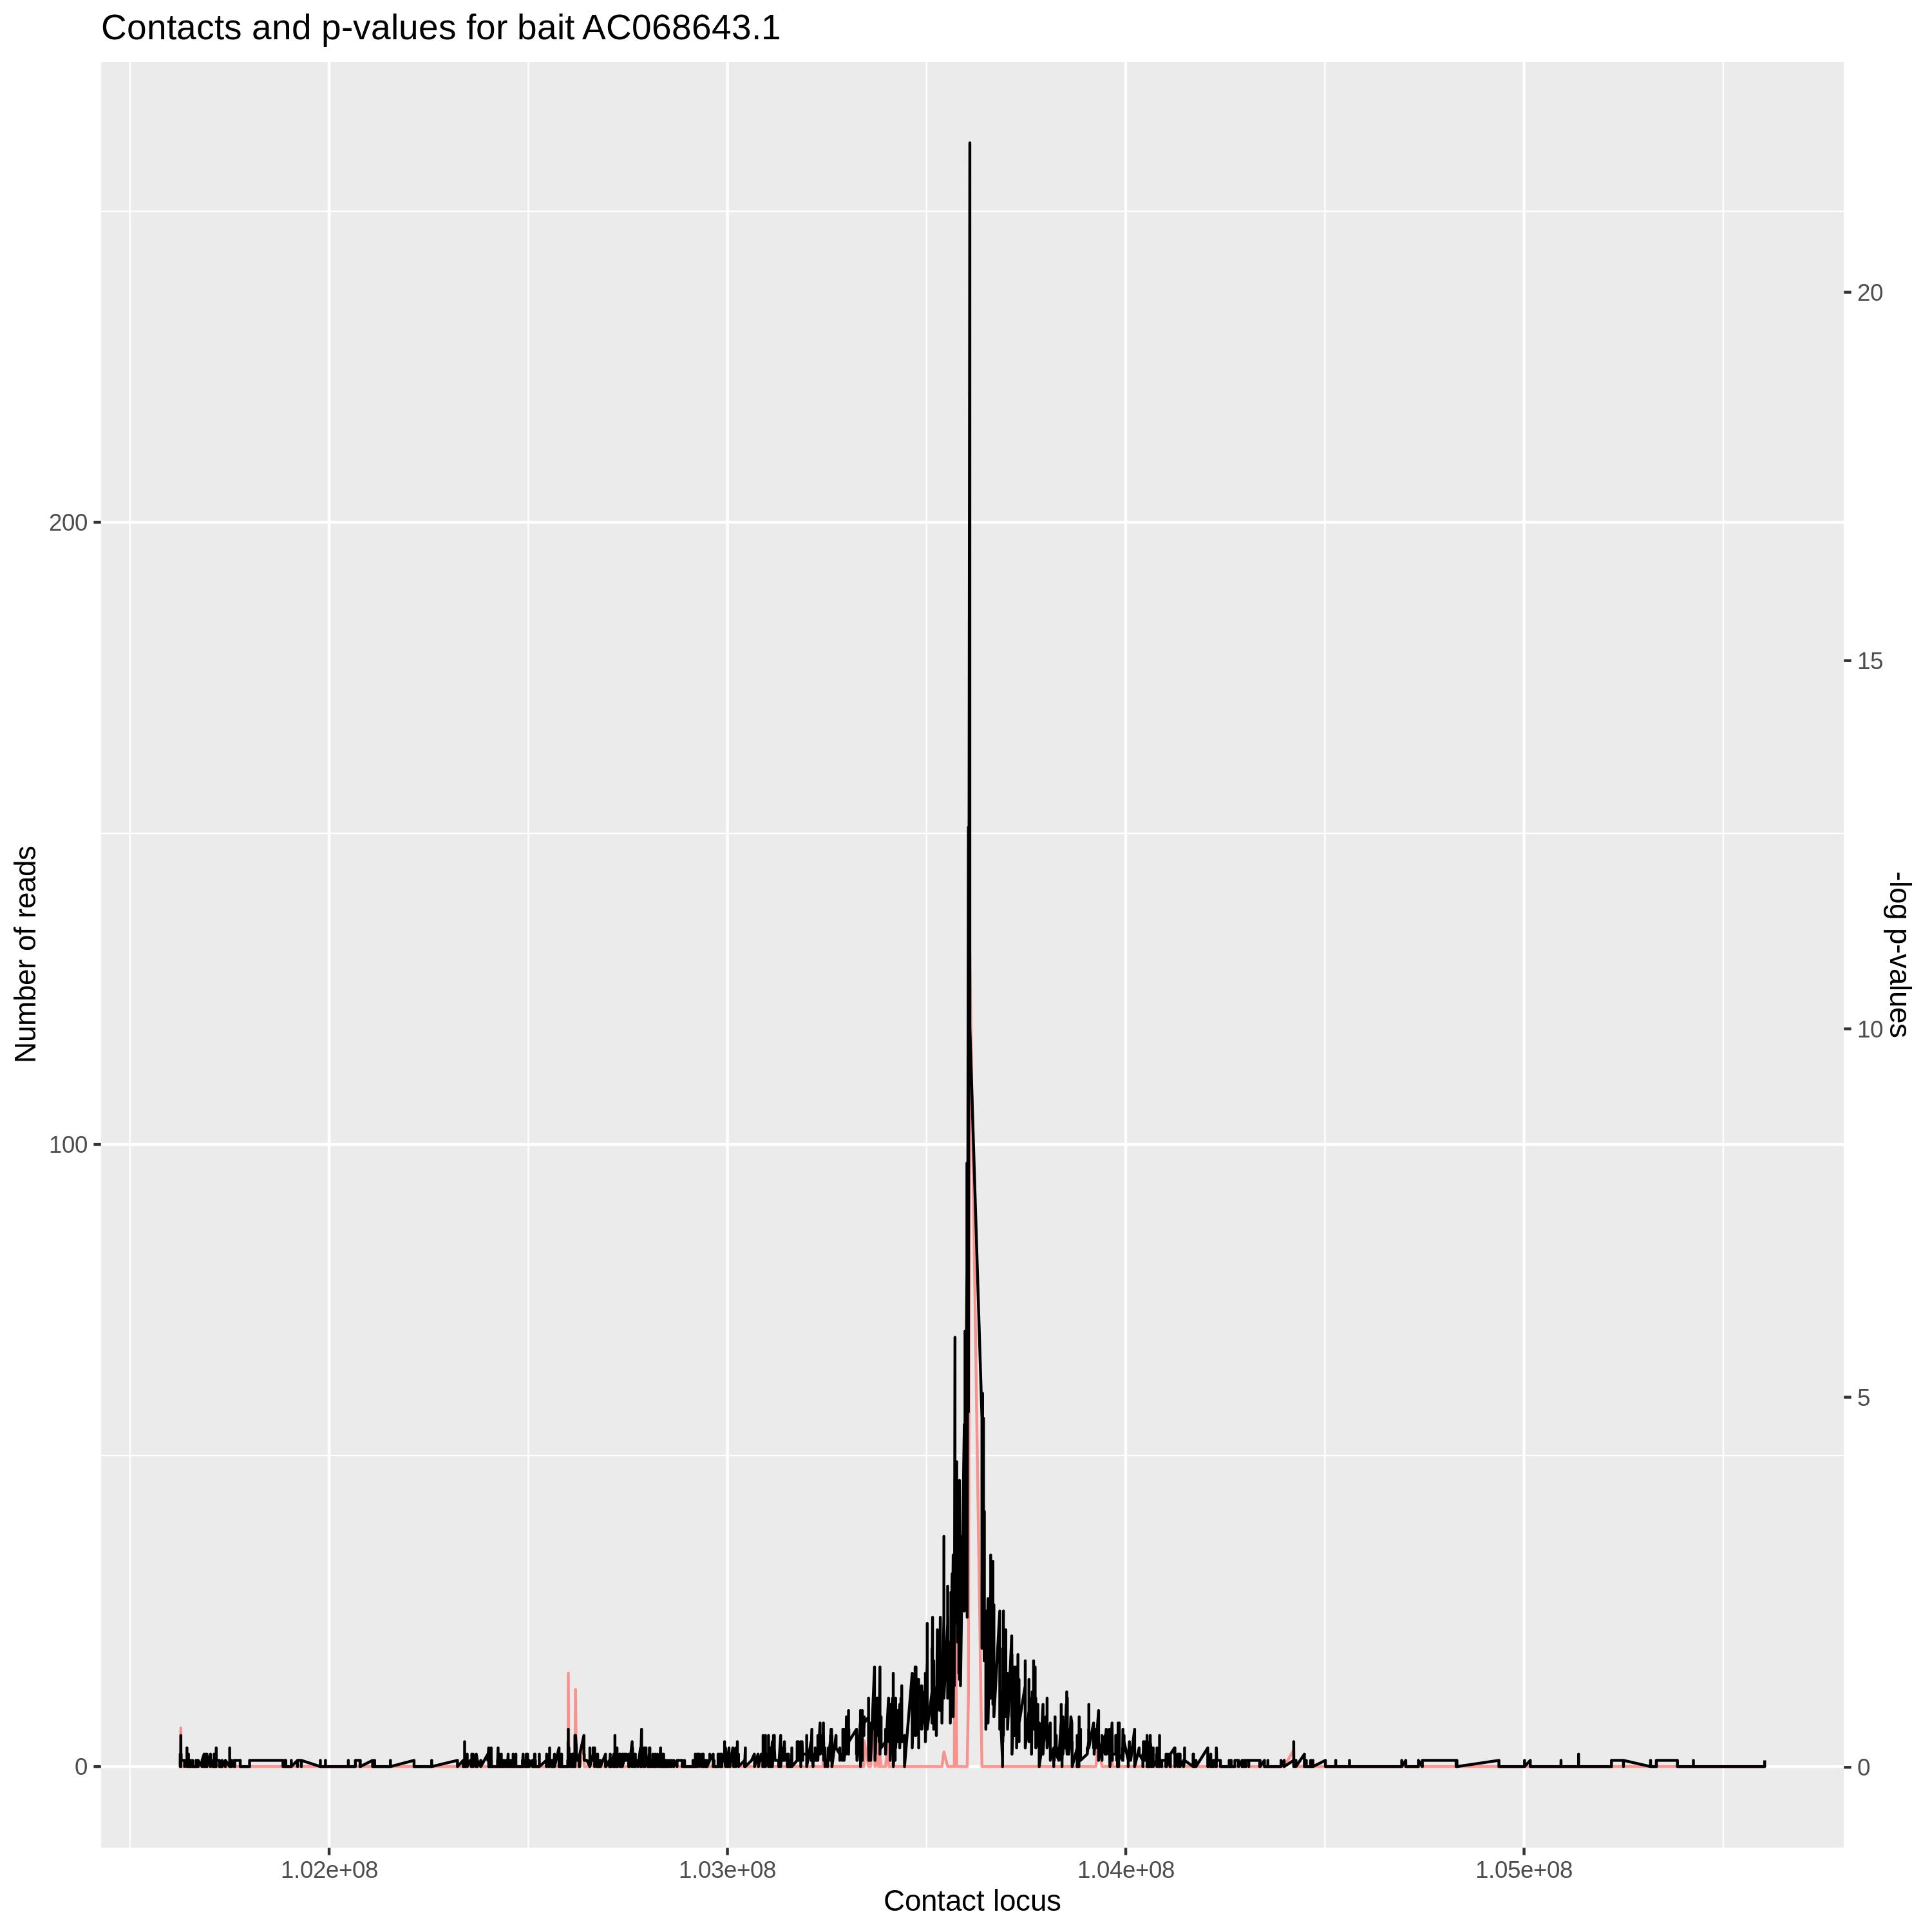 Contacts and p-values for bait AC068643.1
Number of reads
200
100
0
20
15
10
5
0
-log p-values
1.02e+08 1.03e+08 1.04e+08 1.05e+08
Contact locus